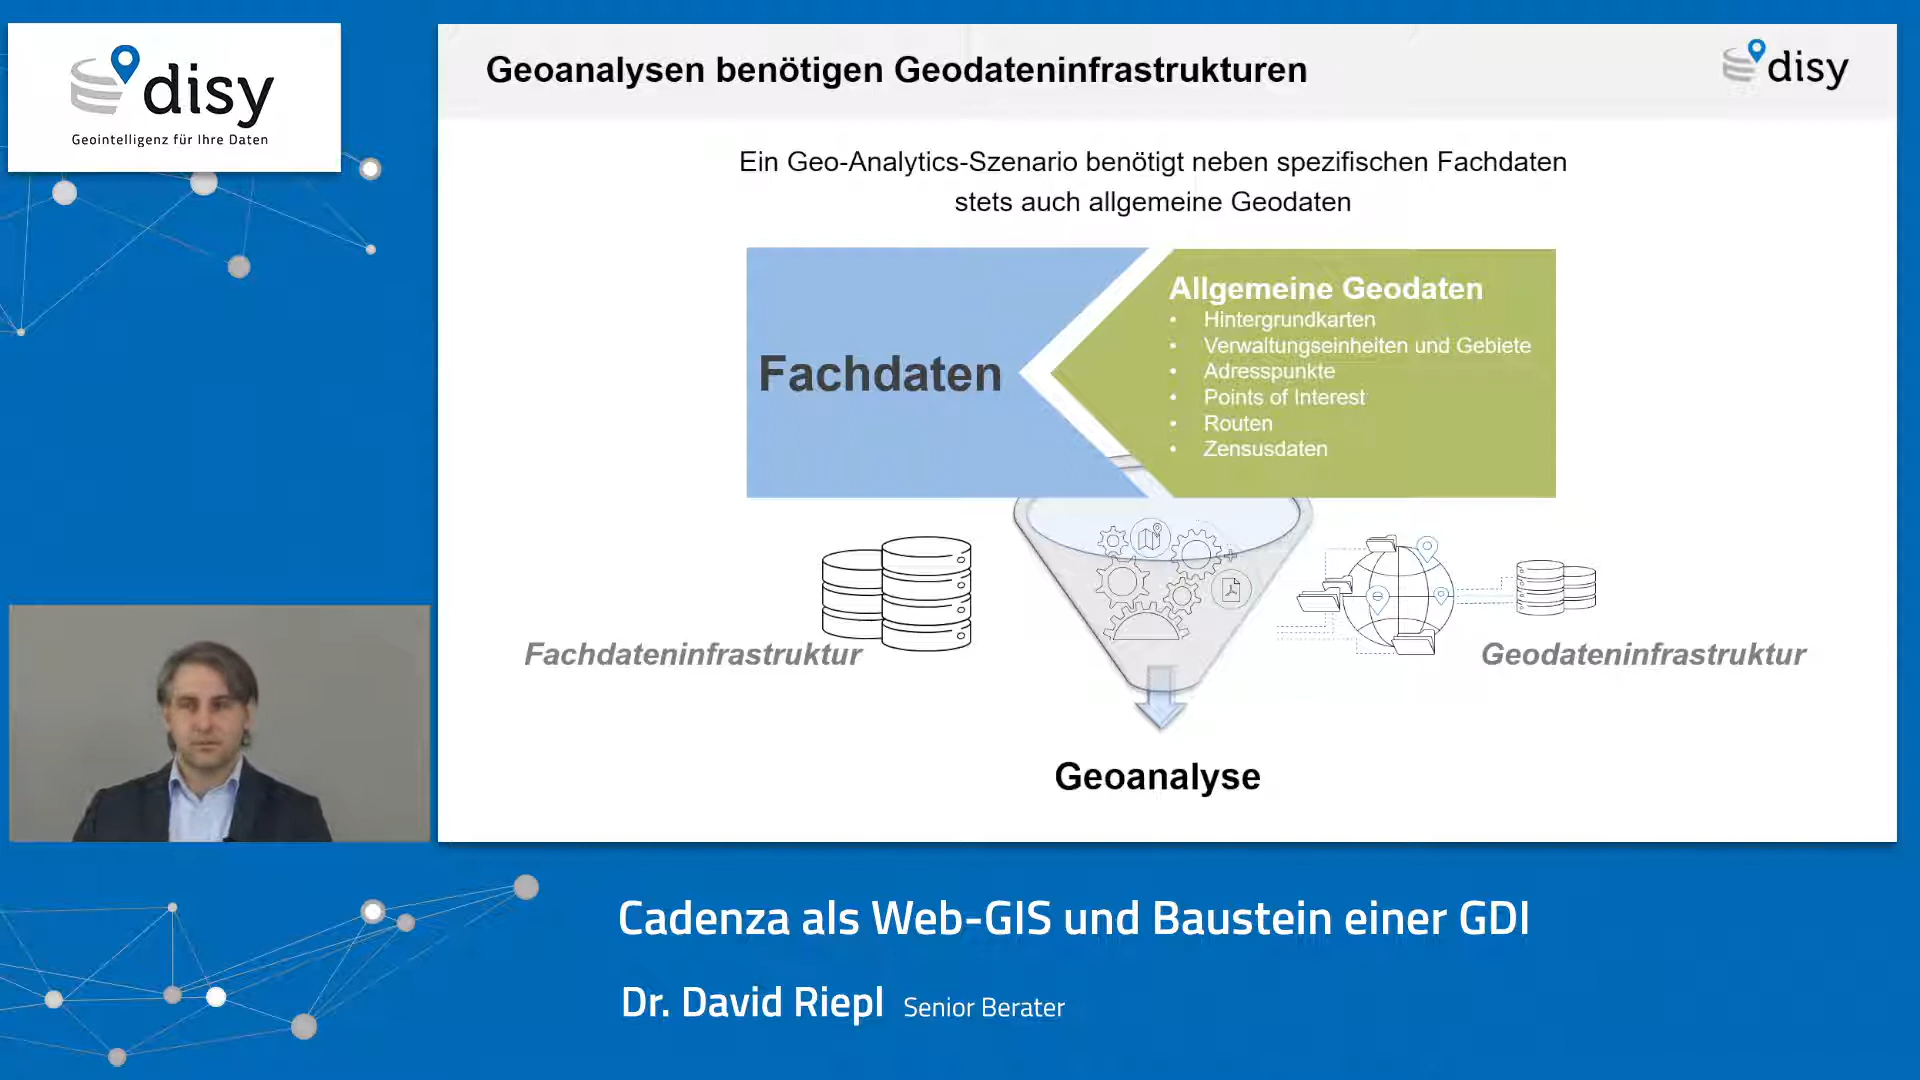 disy
Geointelligenz für Ihre Daten
Geoanalysen benötigen Geodateninfrastrukturen
disy
Ein Geo-Analytics-Szenario benötigt neben spezifischen Fachdaten
stets auch allgemeine Geodaten
Fachdaten
Allgemeine Geodaten
• Hintergrundkarten
• Verwaltungseinheiten und Gebiete
• Adresspunkte
• Points of Interest
• Routen
• Zensusdaten
Fachdateninfrastruktur
Geodateninfrastruktur
Geoanalyse
Cadenza als Web-GIS und Baustein einer GDI
Dr. David Riepl Senior Berater